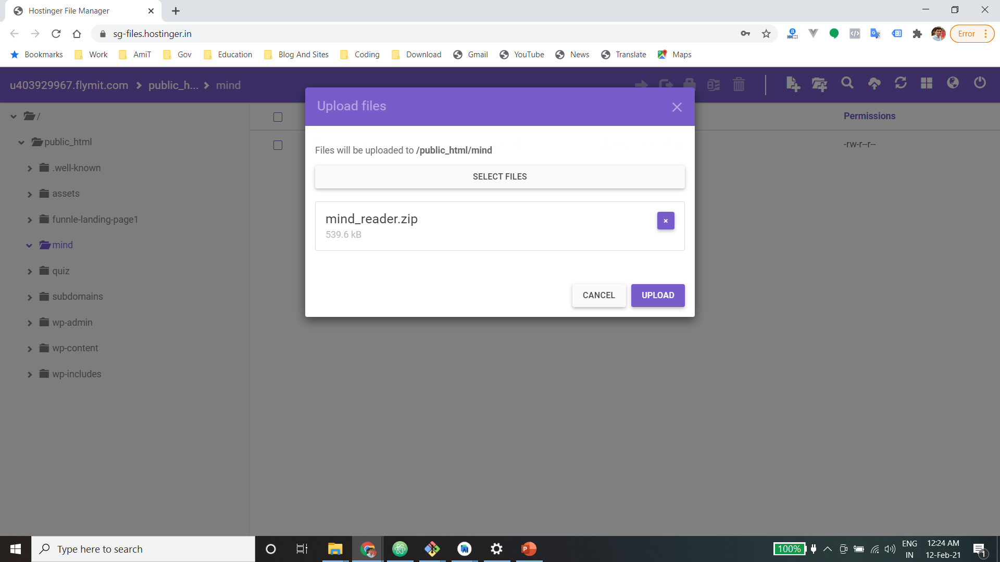 Hostinger File Manager
sg-files.hostinger.in
Error
Bookmarks Work AmiT Gov Education Blog And Sites Coding Download Gmail YouTube News Translate Maps
u403929967.flymit.com > public_h... > mind
Upload files
/
Permissions
public_html
-rw-r--r--
Files will be uploaded to /public_html/mind
.well-known
SELECT FILES
assets
funnle-landing-page1
mind_reader.zip
539.6 kB
mind
quiz
subdomains
CANCEL UPLOAD
wp-admin
wp-content
wp-includes
Type here to search
100%
ENG
IN
12:24 AM
12-Feb-21
1